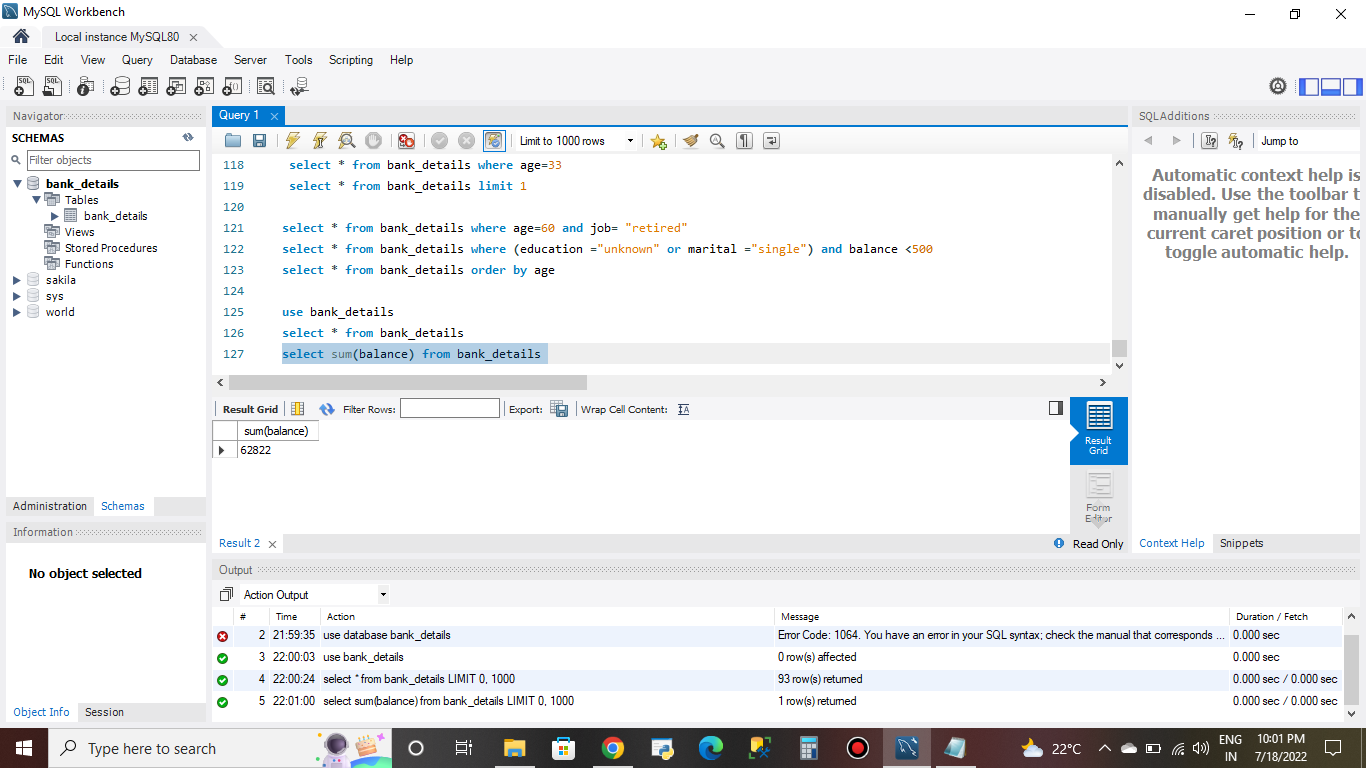 MySQL Workbench
Local instance MySQL80
File Edit View Query Database Server Tools Scripting Help
Navigator
SCHEMAS
Filter objects
bank_details
Tables
bank_details
Views
Stored Procedures
Functions
sakila
sys
world
Administration Schemas
Information
No object selected
Object Info Session
Query 1
Limit to 1000 rows
118 select * from bank_details where age=33
119 select * from bank_details limit 1
120
121 select * from bank_details where age=60 and job= "retired"
122 select * from bank_details where (education ="unknown" or marital ="single") and balance <500
123 select * from bank_details order by age
124
125 use bank_details
126 select * from bank_details
127 select sum(balance) from bank_details
Result Grid Filter Rows: Export: Wrap Cell Content:
sum(balance)
62822
Result Grid
Form Editor
Result 2 Read Only
SQLAdditions
Jump to
Automatic context help is
disabled. Use the toolbar t
manually get help for the
current caret position or to
toggle automatic help.
Context Help Snippets
Output
Action Output
# Time Action Message Duration / Fetch
2 21:59:35 use database bank_details Error Code: 1064. You have an error in your SQL syntax; check the manual that corresponds ... 0.000 sec
3 22:00:03 use bank_details 0 row(s) affected 0.000 sec
4 22:00:24 select * from bank_details LIMIT 0, 1000 93 row(s) returned 0.000 sec / 0.000 sec
5 22:01:00 select sum(balance) from bank_details LIMIT 0, 1000 1 row(s) returned 0.000 sec / 0.000 sec
Type here to search
22°C
ENG
IN
10:01 PM
7/18/2022